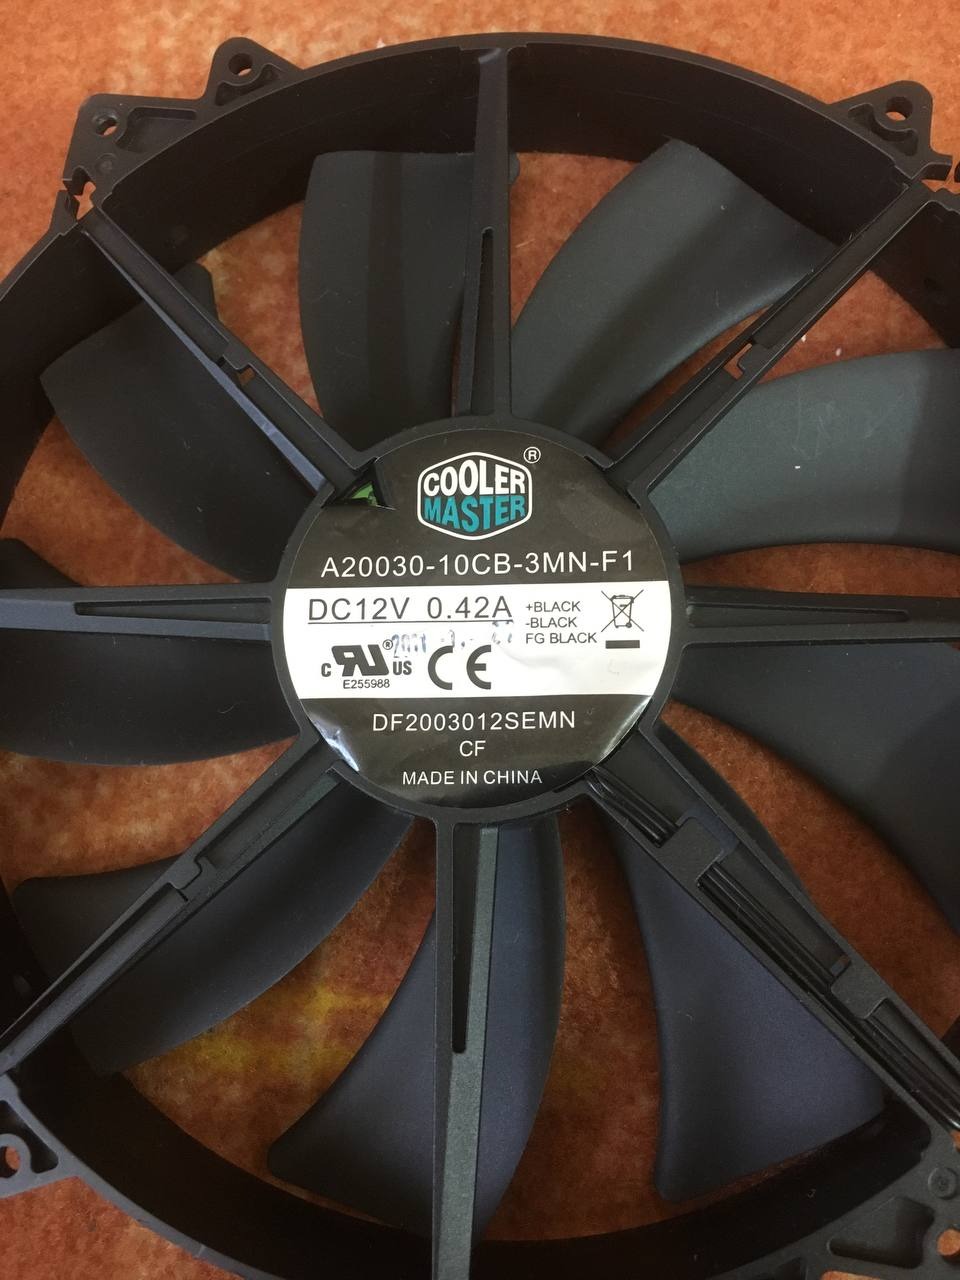 ®
COOLER
MASTER
A20030-10CB-3MN-F1
DC12V 0.42A
+BLACK
-BLACK
FG BLACK
c RU® US
E255988
CE
DF2003012SEMN
CF
MADE IN CHINA